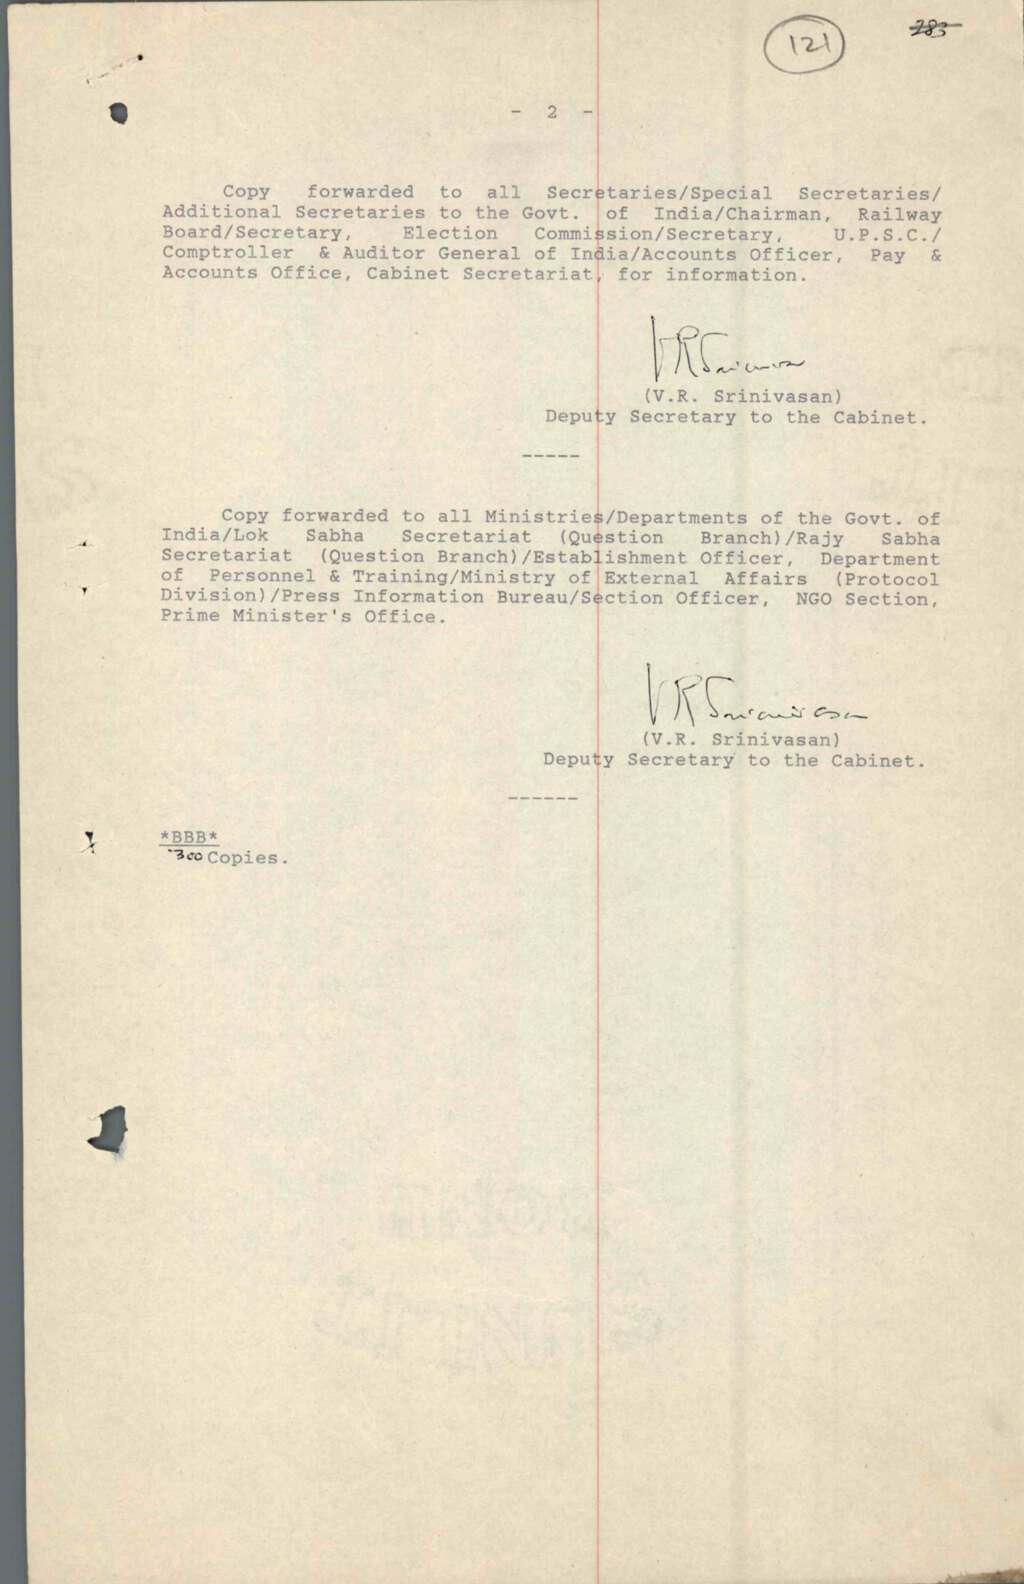 121
283
- 2 -
Copy forwarded to all Secretaries/Special Secretaries/
Additional Secretaries to the Govt. of India/Chairman, Railway
Board/Secretary, Election Commission/Secretary, U.P.S.C./
Comptroller & Auditor General of India/Accounts Officer, Pay &
Accounts Office, Cabinet Secretariat, for information.
V R Srinivasan
(V.R. Srinivasan)
Deputy Secretary to the Cabinet.
-----
Copy forwarded to all Ministries/Departments of the Govt. of
India/Lok Sabha Secretariat (Question Branch)/Rajy Sabha
Secretariat (Question Branch)/Establishment Officer, Department
of Personnel & Training/Ministry of External Affairs (Protocol
Division)/Press Information Bureau/Section Officer, NGO Section,
Prime Minister's Office.
V R Srinivasan
(V.R. Srinivasan)
Deputy Secretary to the Cabinet.
------
*BBB*
300 Copies.